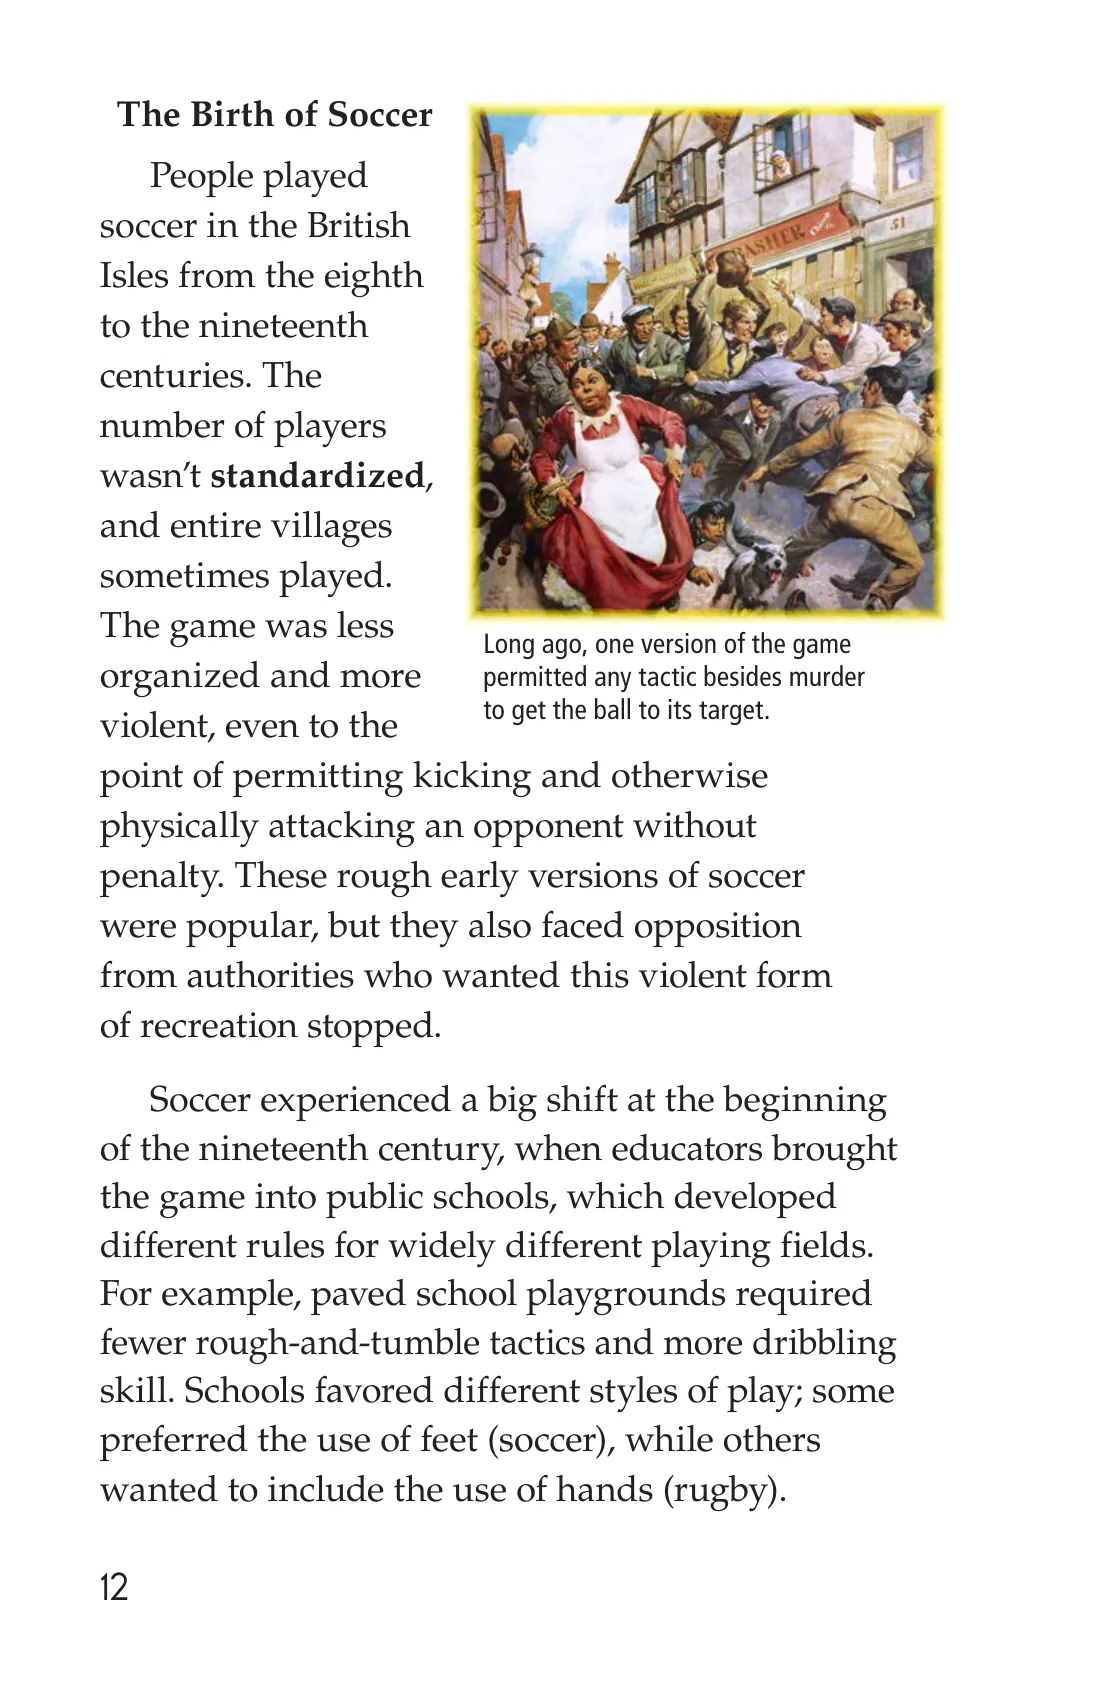 The Birth of Soccer
People played
soccer in the British
Isles from the eighth
to the nineteenth
centuries. The
number of players
wasn’t standardized,
and entire villages
sometimes played.
The game was less
organized and more
violent, even to the
point of permitting kicking and otherwise
physically attacking an opponent without
penalty. These rough early versions of soccer
were popular, but they also faced opposition
from authorities who wanted this violent form
of recreation stopped.
51
Long ago, one version of the game
permitted any tactic besides murder
to get the ball to its target.
Soccer experienced a big shift at the beginning
of the nineteenth century, when educators brought
the game into public schools, which developed
different rules for widely different playing fields.
For example, paved school playgrounds required
fewer rough-and-tumble tactics and more dribbling
skill. Schools favored different styles of play; some
preferred the use of feet (soccer), while others
wanted to include the use of hands (rugby).
12